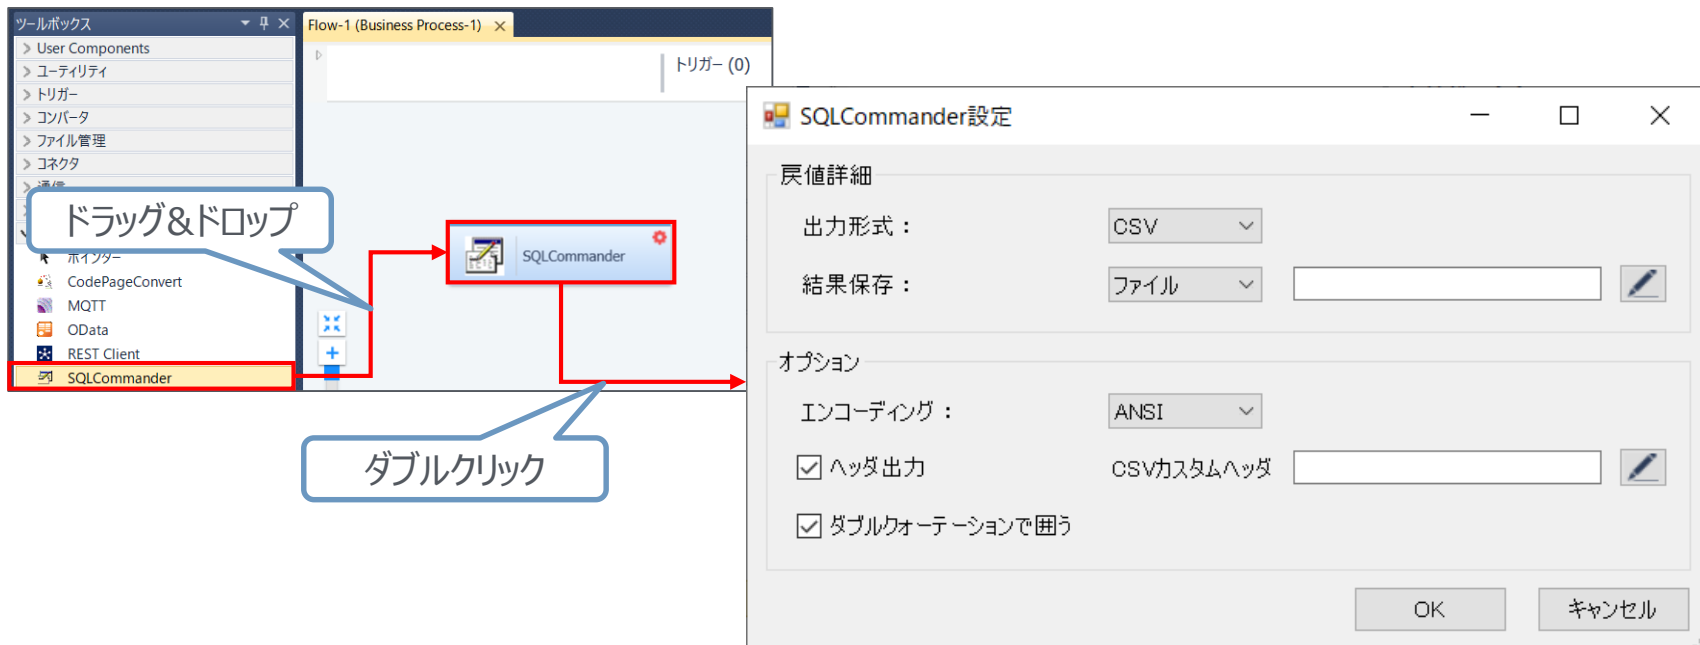 ツールボックス
Flow-1 (Business Process-1)
User Components
ユーティリティ
トリガー
コンバータ
ファイル管理
コネクタ
通信
トリガー (0)
ドラッグ&ドロップ
ポインター
CodePageConvert
MQTT
OData
REST Client
SQLCommander
SQLCommander
ダブルクリック
SQLCommander設定
戻値詳細
出力形式：
CSV
結果保存：
ファイル
オプション
エンコーディング：
ANSI
ヘッダ出力
CSVカスタムヘッダ
ダブルクォーテーションで囲う
OK
キャンセル